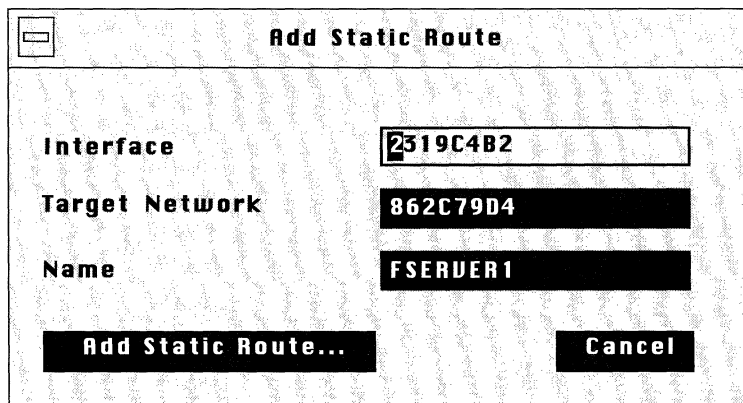 Add Static Route
Interface 2319C4B2
Target Network 862C79D4
Name FSERVER1
Add Static Route... Cancel